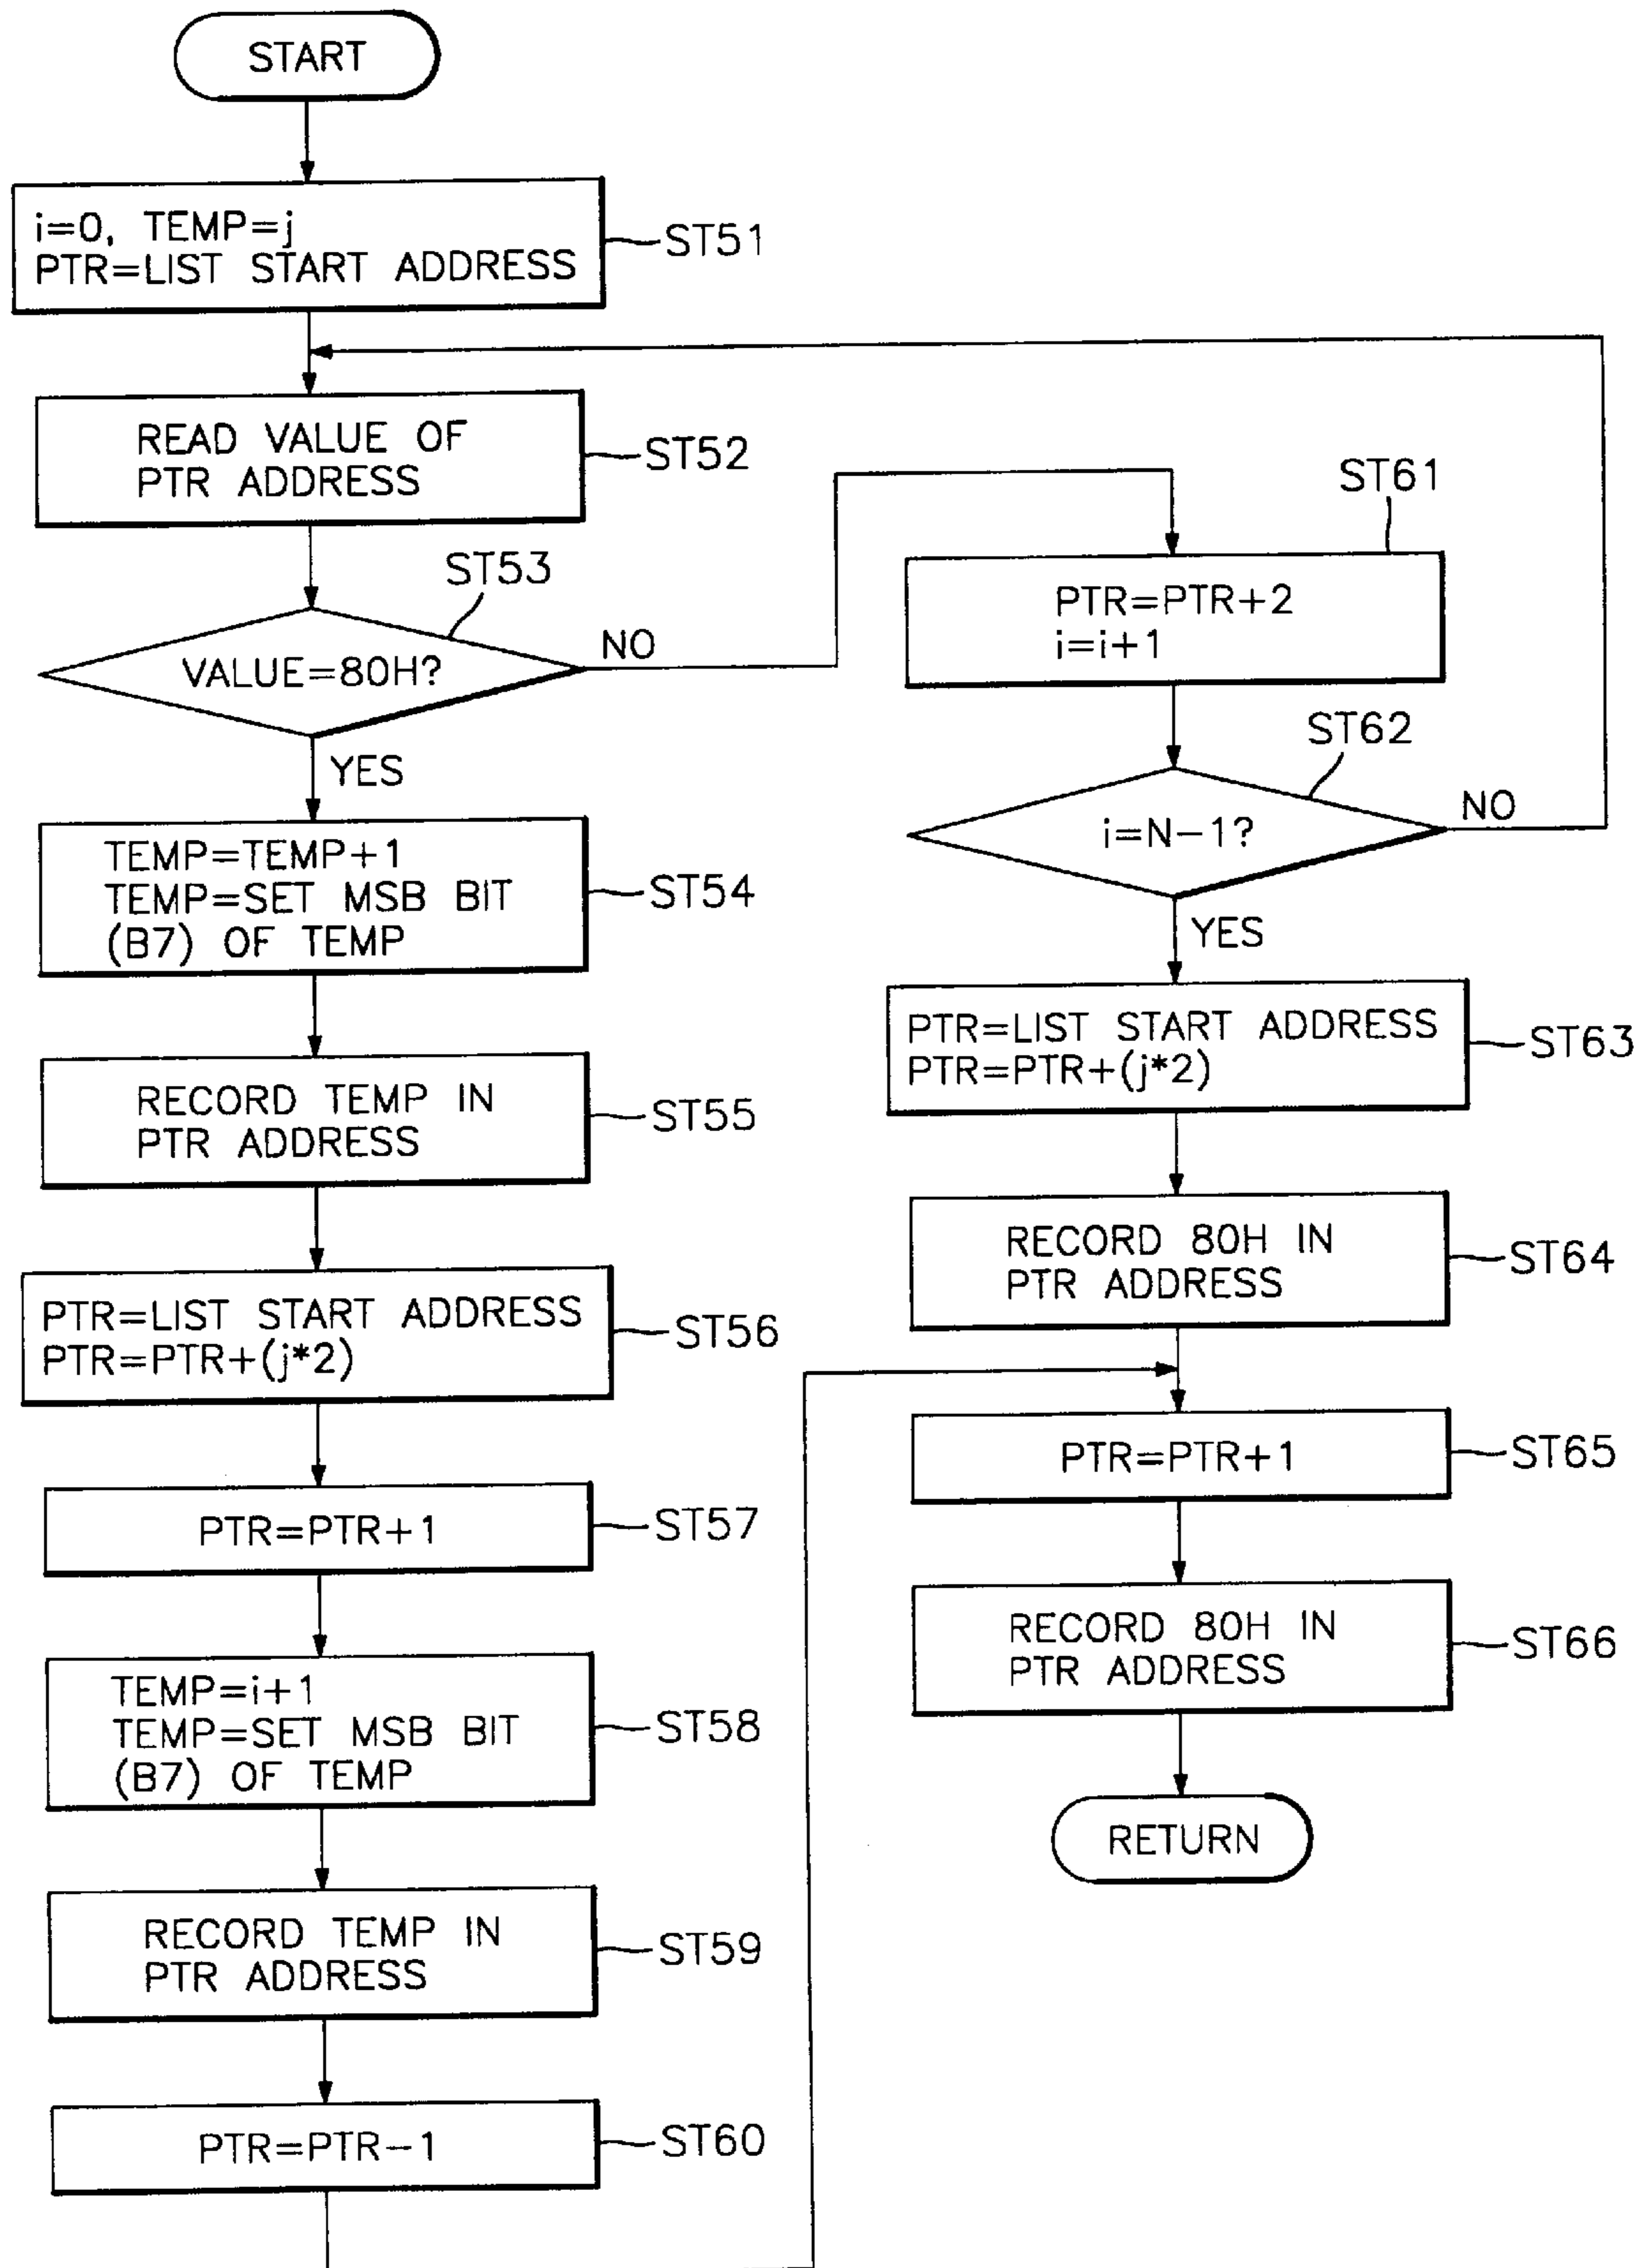 START
i=0, TEMP=j
PTR=LIST START ADDRESS
ST51
READ VALUE OF
PTR ADDRESS
ST52
ST53
VALUE=80H?
NO
YES
TEMP=TEMP+1
TEMP=SET MSB BIT
(B7) OF TEMP
ST54
RECORD TEMP IN
PTR ADDRESS
ST55
PTR=LIST START ADDRESS
PTR=PTR+(j*2)
ST56
PTR=PTR+1
ST57
TEMP=i+1
TEMP=SET MSB BIT
(B7) OF TEMP
ST58
RECORD TEMP IN
PTR ADDRESS
ST59
PTR=PTR-1
ST60
ST61
PTR=PTR+2
i=i+1
ST62
i=N-1?
NO
YES
PTR=LIST START ADDRESS
PTR=PTR+(j*2)
ST63
RECORD 80H IN
PTR ADDRESS
ST64
PTR=PTR+1
ST65
RECORD 80H IN
PTR ADDRESS
ST66
RETURN